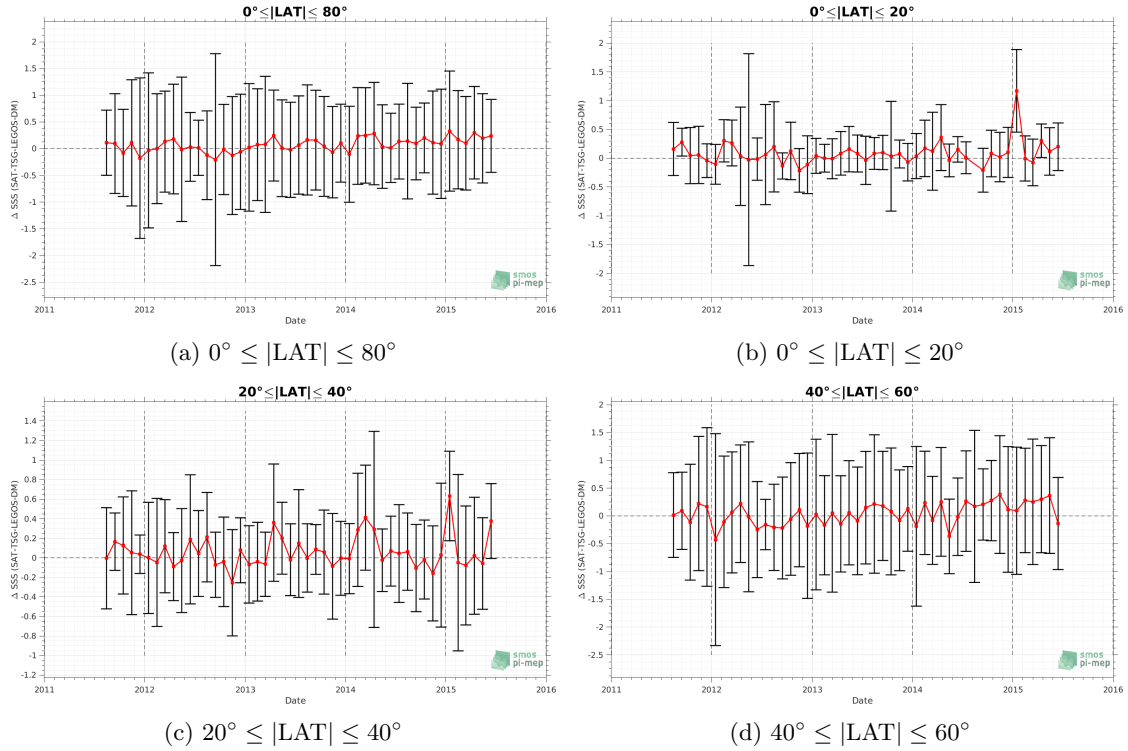 0°≤|LAT|≤ 80°
2
1.5
1
0.5
0
-0.5
-1
-1.5
-2
-2.5
Δ SSS (SAT-TSG-LEGOS-DM)
2011 2012 2013 2014 2015 2016
Date
smos
pi-mep
(a) 0° ≤ |LAT| ≤ 80°
0°≤|LAT|≤ 20°
2
1.5
1
0.5
0
-0.5
-1
-1.5
-2
Δ SSS (SAT-TSG-LEGOS-DM)
2011 2012 2013 2014 2015 2016
Date
smos
pi-mep
(b) 0° ≤ |LAT| ≤ 20°
20°≤|LAT|≤ 40°
1.4
1.2
1
0.8
0.6
0.4
0.2
0
-0.2
-0.4
-0.6
-0.8
-1
-1.2
Δ SSS (SAT-TSG-LEGOS-DM)
2011 2012 2013 2014 2015 2016
Date
smos
pi-mep
(c) 20° ≤ |LAT| ≤ 40°
40°≤|LAT|≤ 60°
2
1.5
1
0.5
0
-0.5
-1
-1.5
-2
-2.5
Δ SSS (SAT-TSG-LEGOS-DM)
2011 2012 2013 2014 2015 2016
Date
smos
pi-mep
(d) 40° ≤ |LAT| ≤ 60°